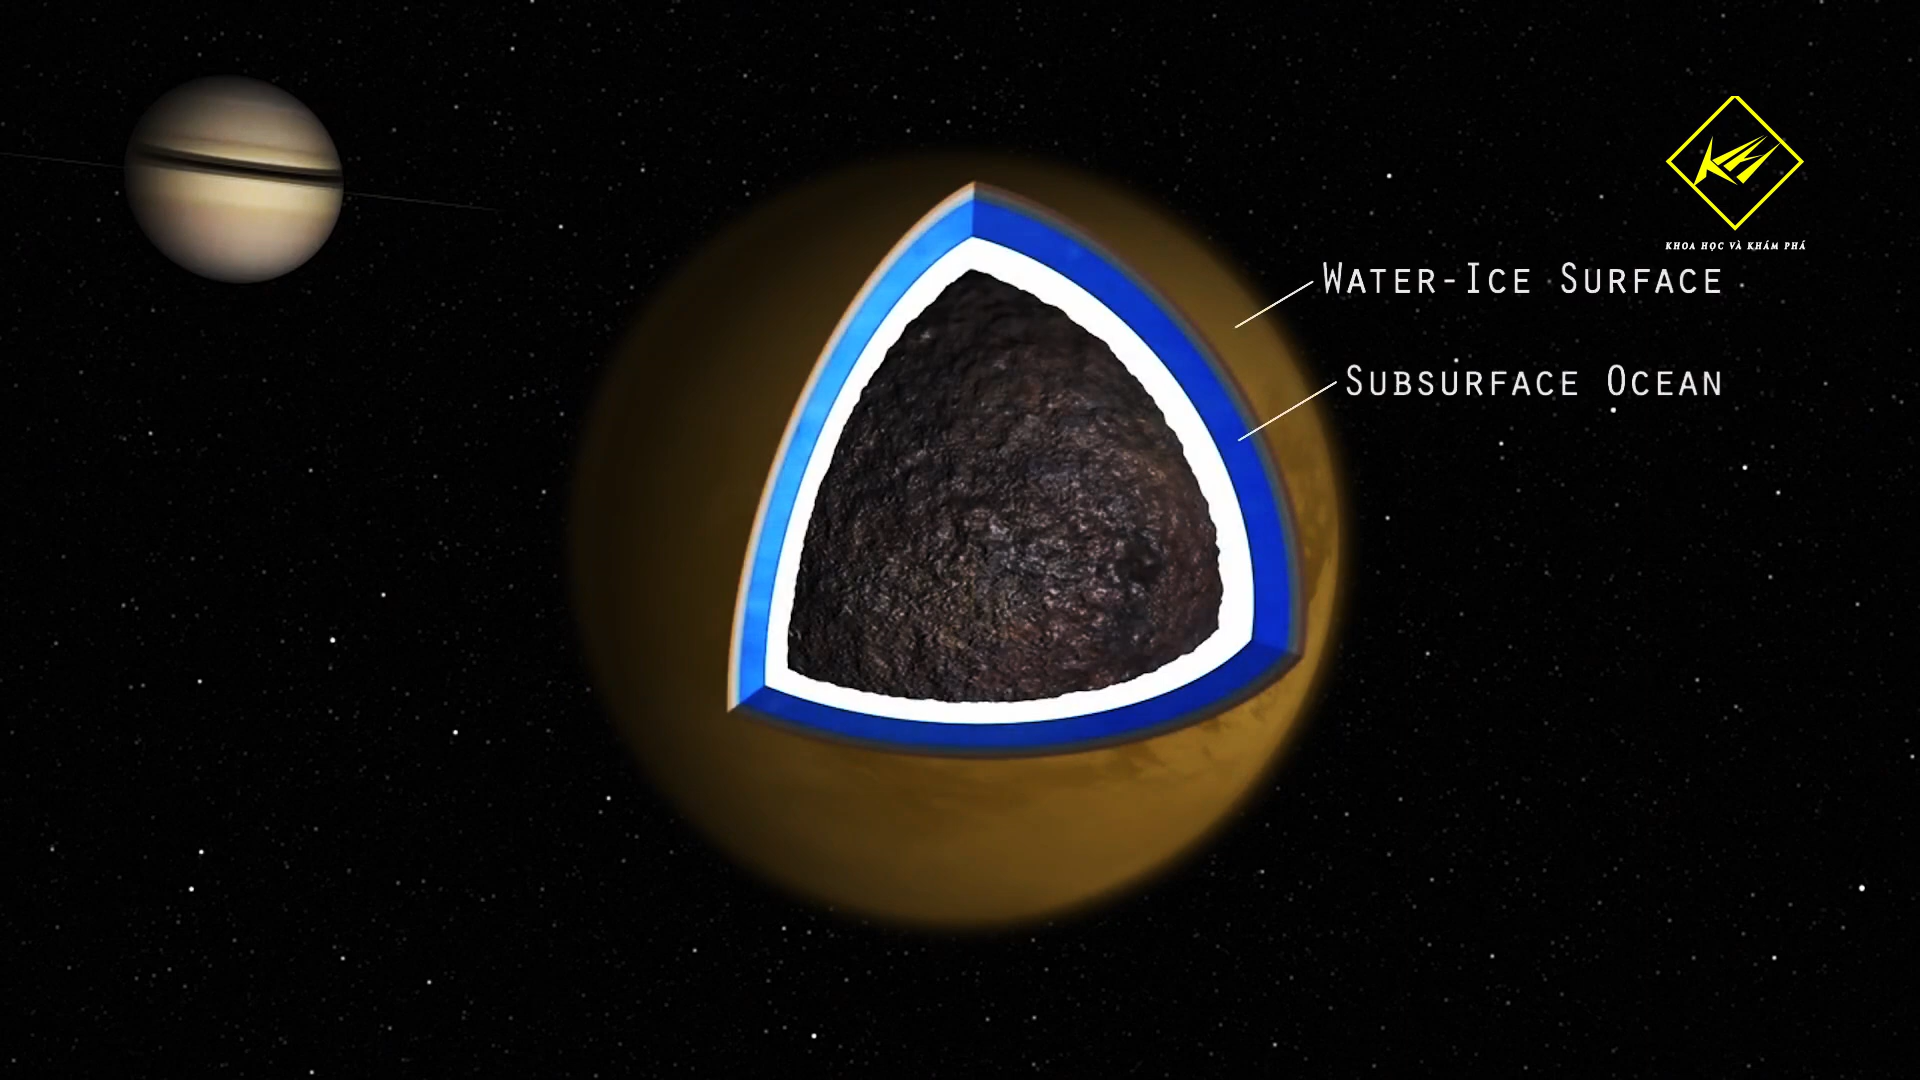 KHOA HỌC VÀ KHÁM PHÁ
WATER-ICE SURFACE
SUBSURFACE OCEAN